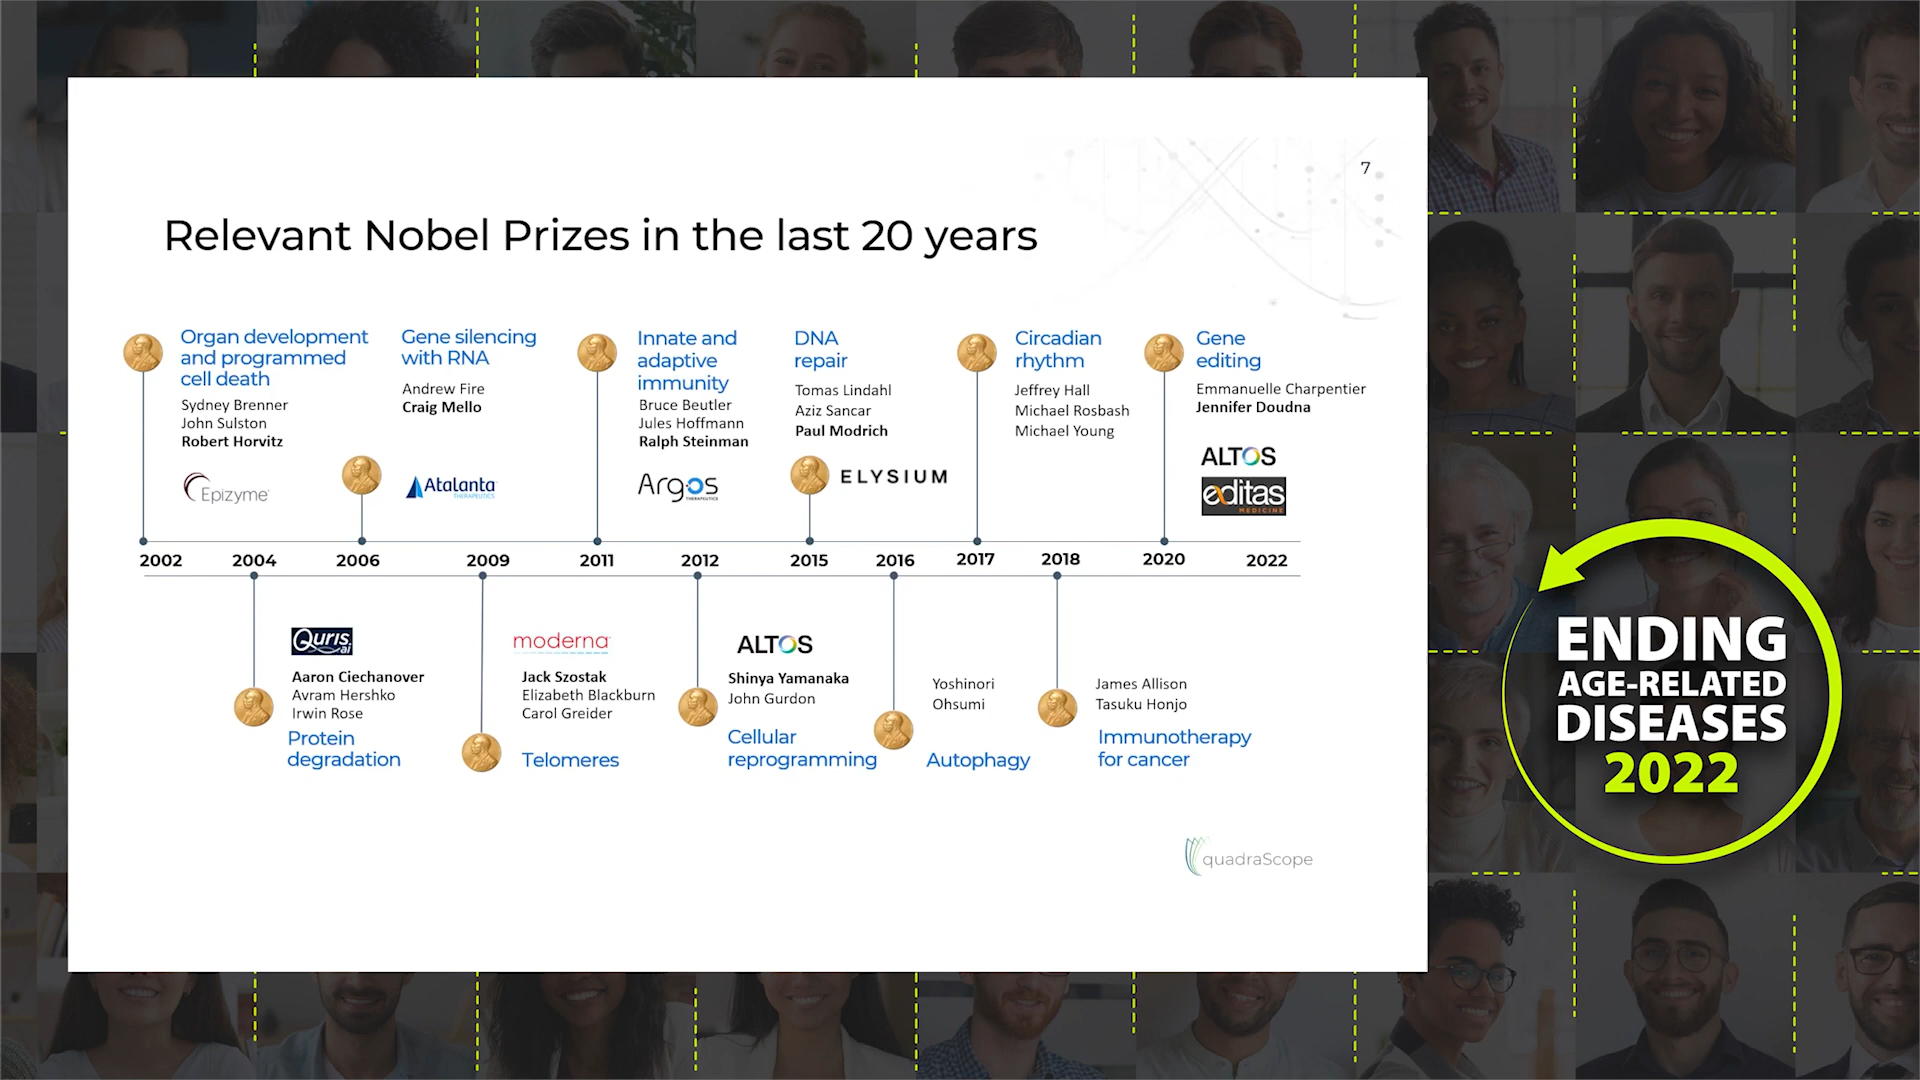 7
Relevant Nobel Prizes in the last 20 years
Organ development
and programmed
cell death
Sydney Brenner
John Sulston
Robert Horvitz
Epizyme
Gene silencing
with RNA
Andrew Fire
Craig Mello
Atalanta
THERAPEUTICS
Innate and
adaptive
immunity
Bruce Beutler
Jules Hoffmann
Ralph Steinman
Argos
THERAPEUTICS
DNA
repair
Tomas Lindahl
Aziz Sancar
Paul Modrich
ELYSIUM
Circadian
rhythm
Jeffrey Hall
Michael Rosbash
Michael Young
Gene
editing
Emmanuelle Charpentier
Jennifer Doudna
ALTOS
editas
MEDICINE
2002 2004 2006 2009 2011 2012 2015 2016 2017 2018 2020 2022
Quris.ai
Aaron Ciechanover
Avram Hershko
Irwin Rose
Protein
degradation
moderna
Jack Szostak
Elizabeth Blackburn
Carol Greider
Telomeres
ALTOS
Shinya Yamanaka
John Gurdon
Cellular
reprogramming
Yoshinori
Ohsumi
Autophagy
James Allison
Tasuku Honjo
Immunotherapy
for cancer
quadraScope
ENDING
AGE-RELATED
DISEASES
2022